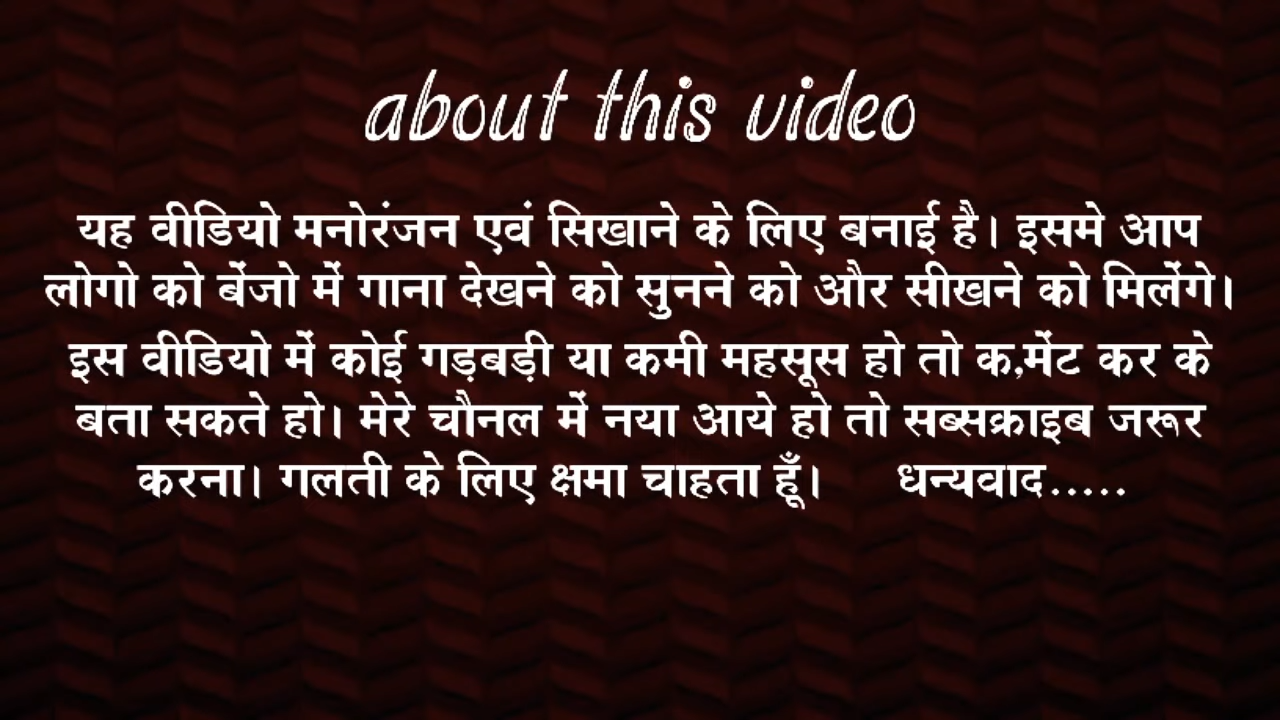 about this video
यह वीडियो मनोरंजन एवं सिखाने के लिए बनाई है। इसमे आप
लोगो को बेंजो में गाना देखने को सुनने को और सीखने को मिलेंगे।
इस वीडियो में कोई गड़बड़ी या कमी महसूस हो तो क,मेंट कर के
बता सकते हो। मेरे चौनल में नया आये हो तो सब्सक्राइब जरूर
करना। गलती के लिए क्षमा चाहता हूँ। धन्यवाद.....